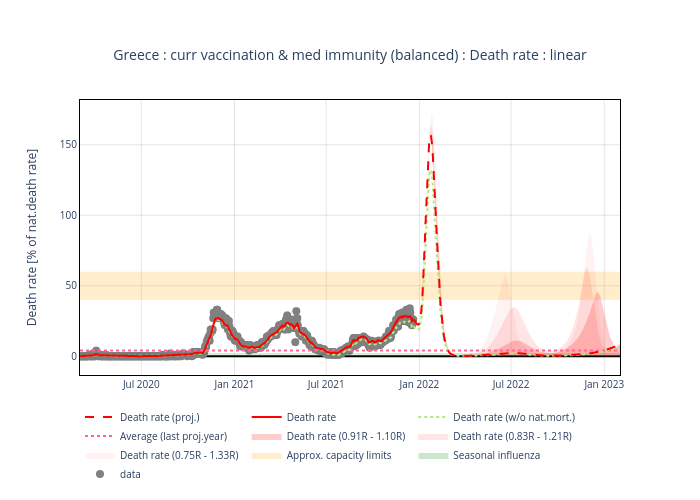 Greece : curr vaccination & med immunity (balanced) : Death rate : linear
Death rate [% of nat.death rate]
150
100
50
0
Jul 2020
Jan 2021
Jul 2021
Jan 2022
Jul 2022
Jan 2023
Death rate (proj.)
Death rate
Death rate (w/o nat.mort.)
Average (last proj.year)
Death rate (0.91R - 1.10R)
Death rate (0.83R - 1.21R)
Death rate (0.75R - 1.33R)
Approx. capacity limits
Seasonal influenza
data